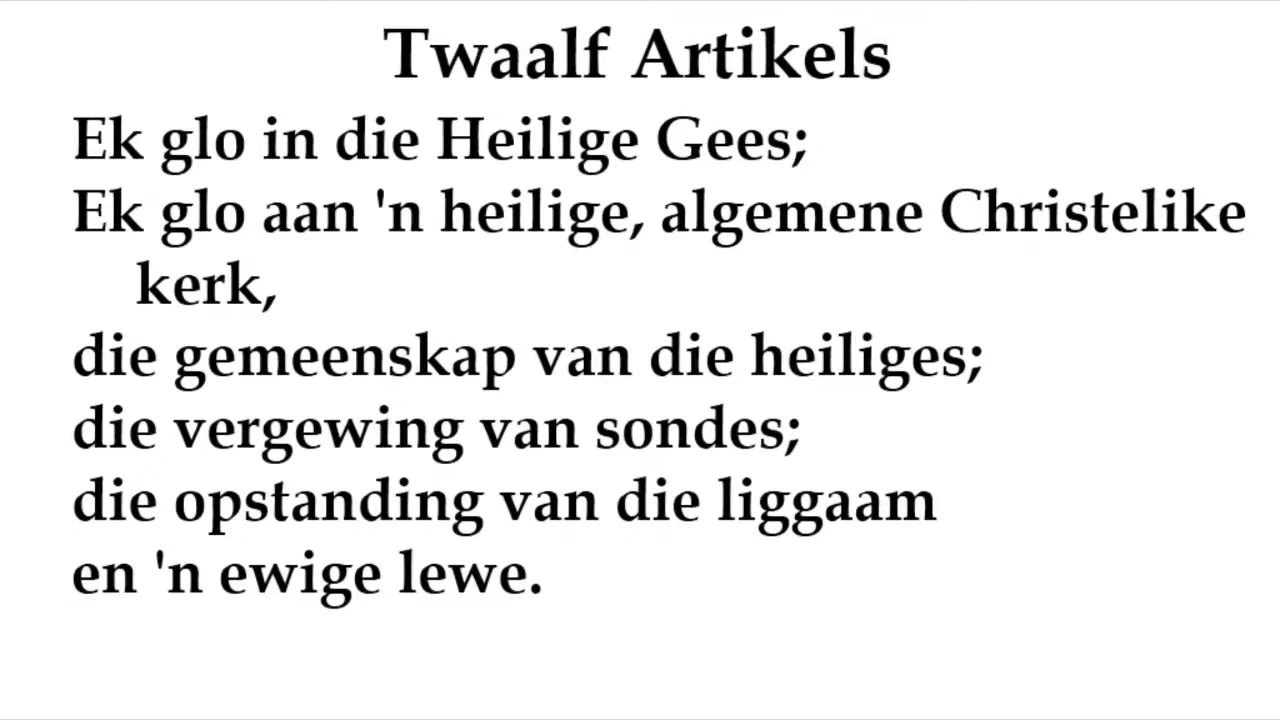 Twaalf Artikels
Ek glo in die Heilige Gees;
Ek glo aan 'n heilige, algemene Christelike
kerk,
die gemeenskap van die heiliges;
die vergewing van sondes;
die opstanding van die liggaam
en 'n ewige lewe.